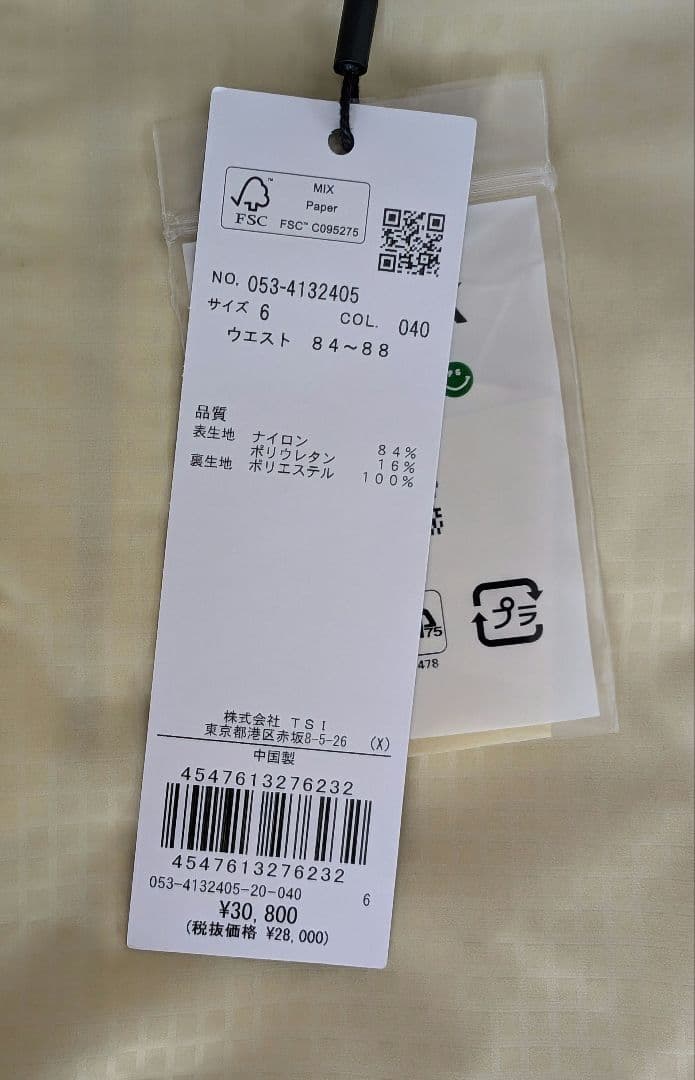 FSC™
MIX
Paper
FSC™ C095275
NO. 053-4132405
サイズ 6 COL. 040
ウエスト 84～88
品質
表生地 ナイロン 84%
ポリウレタン 16%
裏生地 ポリエステル 100%
株式会社 TSI
東京都港区赤坂8-5-26 (X)
中国製
4547613276232
4547613276232
053-4132405-20-040 6
¥30,800
(税抜価格 ¥28,000)
プラ
75
478